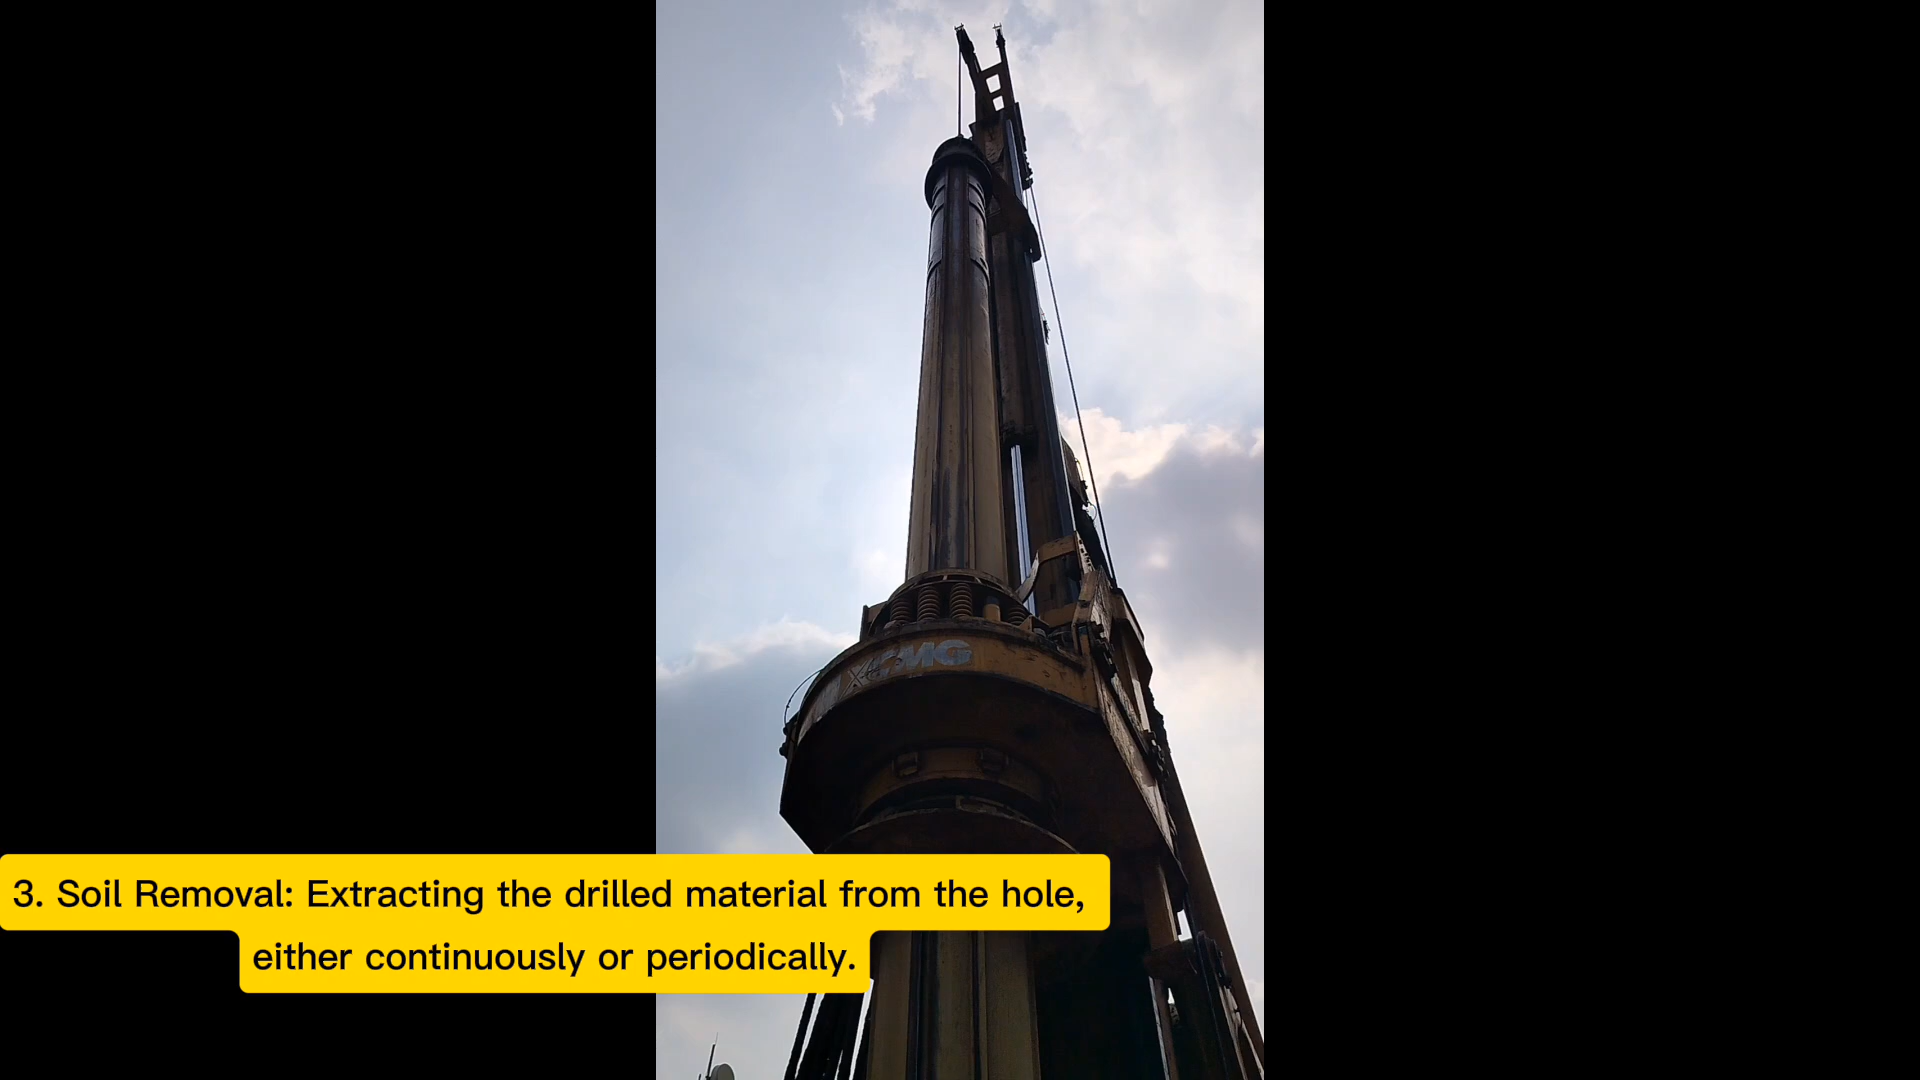 XCMG
3. Soil Removal: Extracting the drilled material from the hole,
either continuously or periodically.